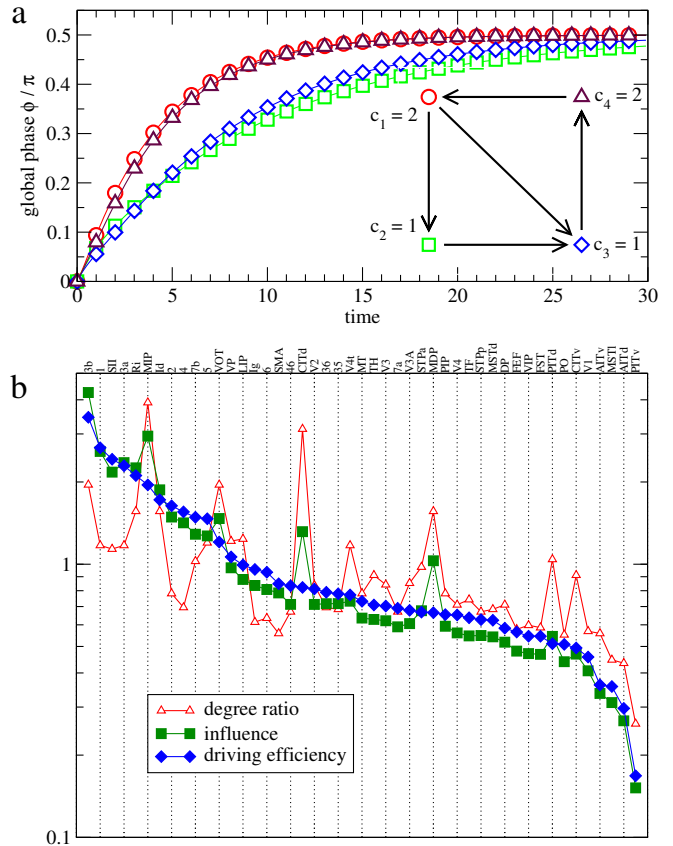 a
global phase ϕ / π
0.5
0.4
0.3
0.2
0.1
0
0 5 10 15 20 25 30
time
c1 = 2
c4 = 2
c2 = 1
c3 = 1
b
3b 1 SII 3a Ri MIP Id 2 4 7b 5 VOT VP LIP Ig 6 SMA 46 CITd V2 36 35 V4t MT TH V3 7a V3A STPa MDP PIP V4 TF STPp MSTd DP FEF VIP FST PITd PO CITv V1 AITv MSTl AITd PITv
1
0.1
degree ratio
influence
driving efficiency